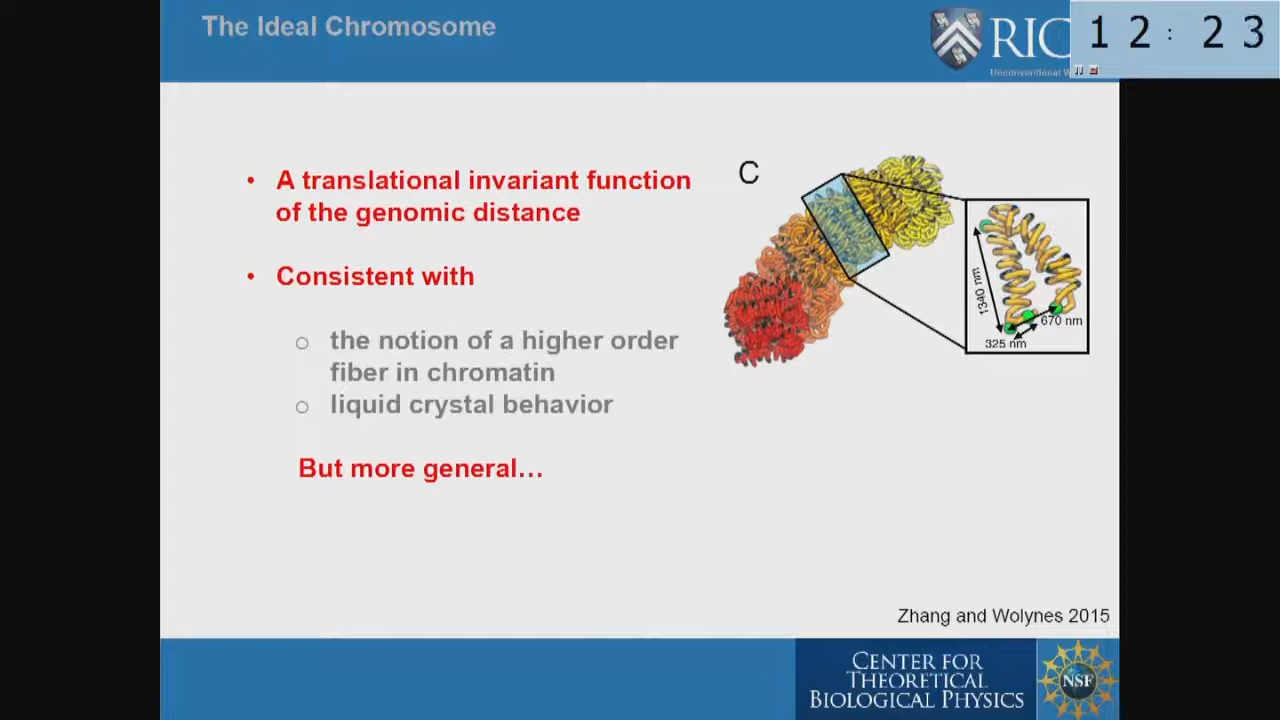 The Ideal Chromosome
RIC
Unconventional W
12:23
• A translational invariant function
of the genomic distance
• Consistent with
o the notion of a higher order
fiber in chromatin
o liquid crystal behavior
But more general…
C
1340 nm
670 nm
325 nm
Zhang and Wolynes 2015
CENTER FOR
THEORETICAL
BIOLOGICAL PHYSICS
NSF